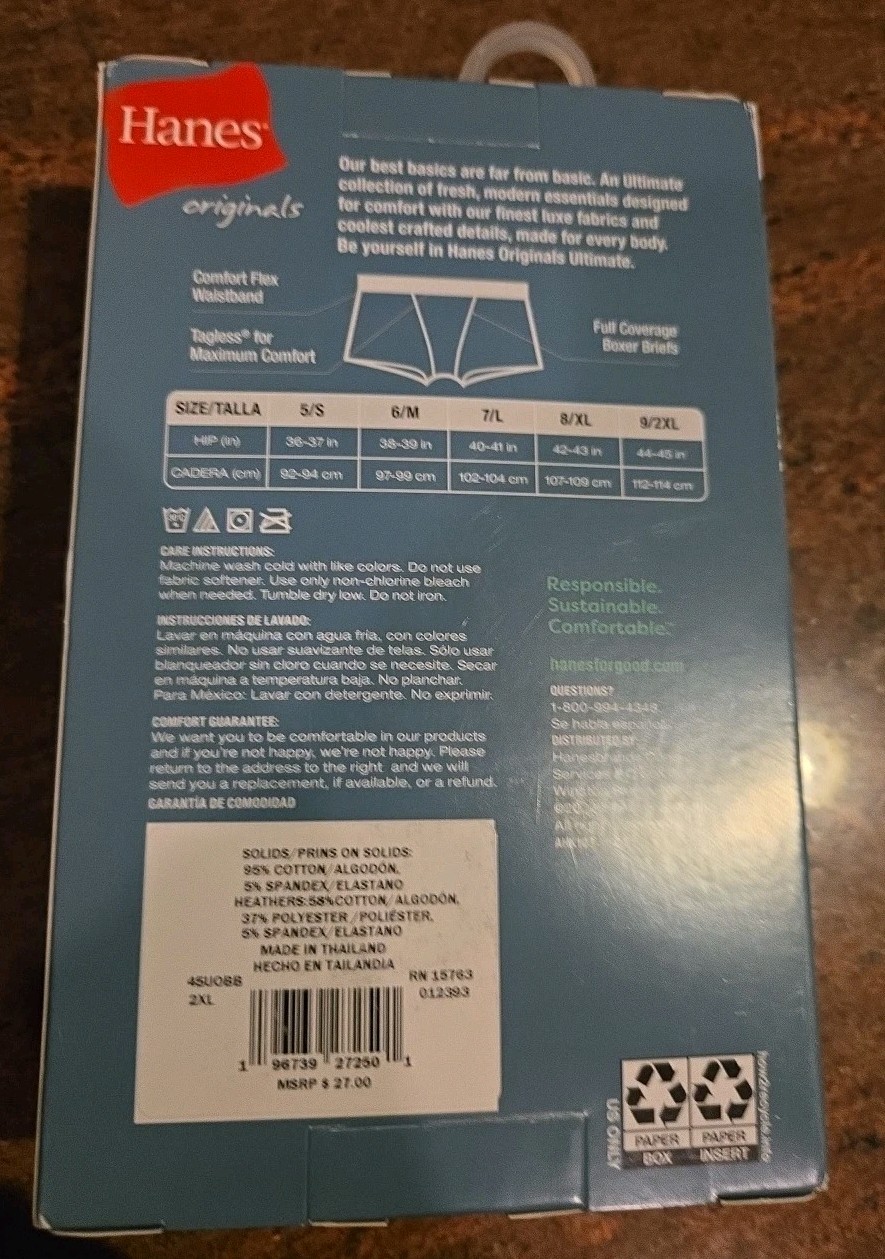 Hanes
originals
Our best basics are far from basic. An Ultimate
collection of fresh, modern essentials designed
for comfort with our finest luxe fabrics and
coolest crafted details, made for every body.
Be yourself in Hanes Originals Ultimate.
Comfort Flex
Waistband
Tagless® for
Maximum Comfort
Full Coverage
Boxer Briefs
SIZE/TALLA 5/S 6/M 7/L 8/XL 9/2XL
HIP (in) 36-37 in 38-39 in 40-41 in 42-43 in 44-45 in
CADERA (cm) 92-94 cm 97-99 cm 102-104 cm 107-109 cm 112-114 cm
CARE INSTRUCTIONS:
Machine wash cold with like colors. Do not use
fabric softener. Use only non-chlorine bleach
when needed. Tumble dry low. Do not iron.
INSTRUCCIONES DE LAVADO:
Lavar en máquina con agua fría, con colores
similares. No usar suavizante de telas. Sólo usar
blanqueador sin cloro cuando se necesite. Secar
en máquina a temperatura baja. No planchar.
Para México: Lavar con detergente. No exprimir.
COMFORT GUARANTEE:
We want you to be comfortable in our products
and if you're not happy, we're not happy. Please
return to the address to the right and we will
send you a replacement, if available, or a refund.
GARANTÍA DE COMODIDAD
Responsible.
Sustainable.
Comfortable.™
hanesforgood.com
QUESTIONS?
1-800-994-4348
Se habla español
DISTRIBUTED BY
SOLIDS/PRINS ON SOLIDS:
95% COTTON/ALGODÓN,
5% SPANDEX/ELASTANO
HEATHERS:58%COTTON/ALGODÓN,
37% POLYESTER/POLIÉSTER,
5% SPANDEX/ELASTANO
MADE IN THAILAND
HECHO EN TAILANDIA
45UOBB RN 15763
2XL 012393
1 96739 27250 1
MSRP $ 27.00
US ONLY
PAPER PAPER
BOX INSERT
how2recycle.info